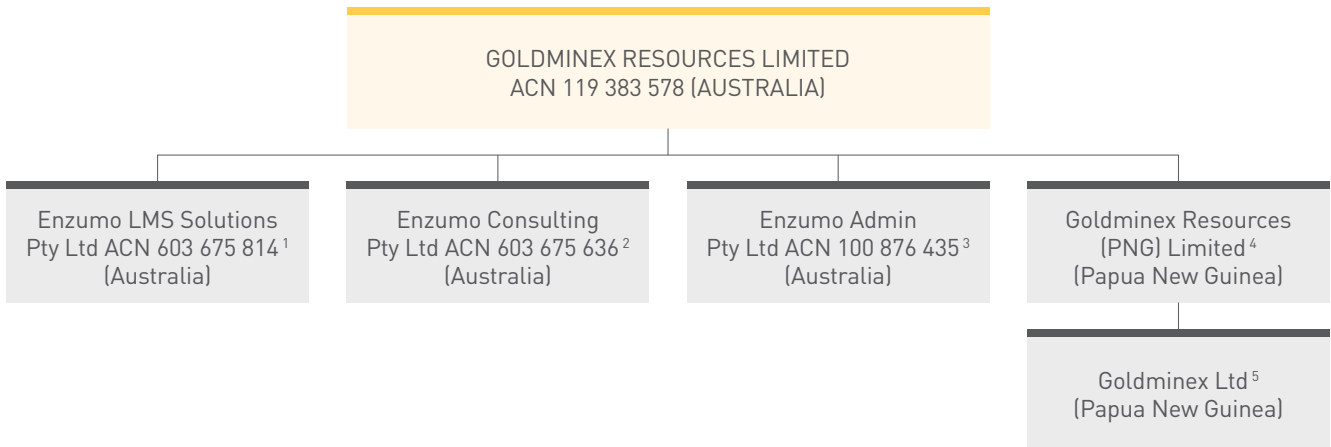 GOLDMINEX RESOURCES LIMITED
ACN 119 383 578 (AUSTRALIA)
Enzumo LMS Solutions
Pty Ltd ACN 603 675 814 1
(Australia)
Enzumo Consulting
Pty Ltd ACN 603 675 636 2
(Australia)
Enzumo Admin
Pty Ltd ACN 100 876 435 3
(Australia)
Goldminex Resources
(PNG) Limited 4
(Papua New Guinea)
Goldminex Ltd 5
(Papua New Guinea)